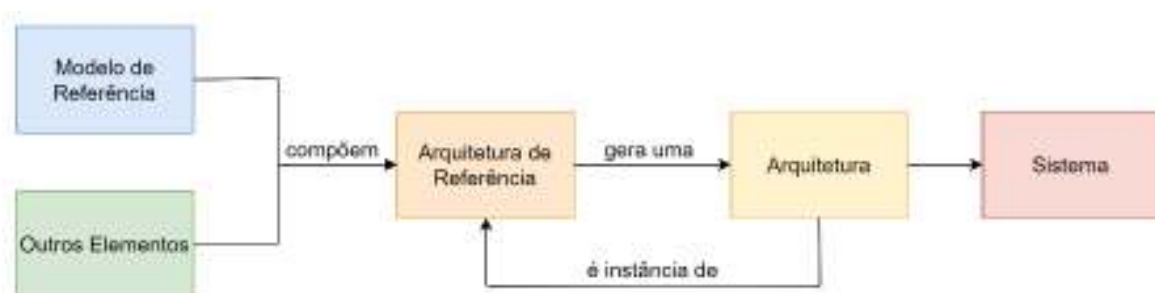 Modelo de
Referência
Outros Elementos
compõem
Arquitetura de
Referência
gera uma
Arquitetura
Sistema
é instância de